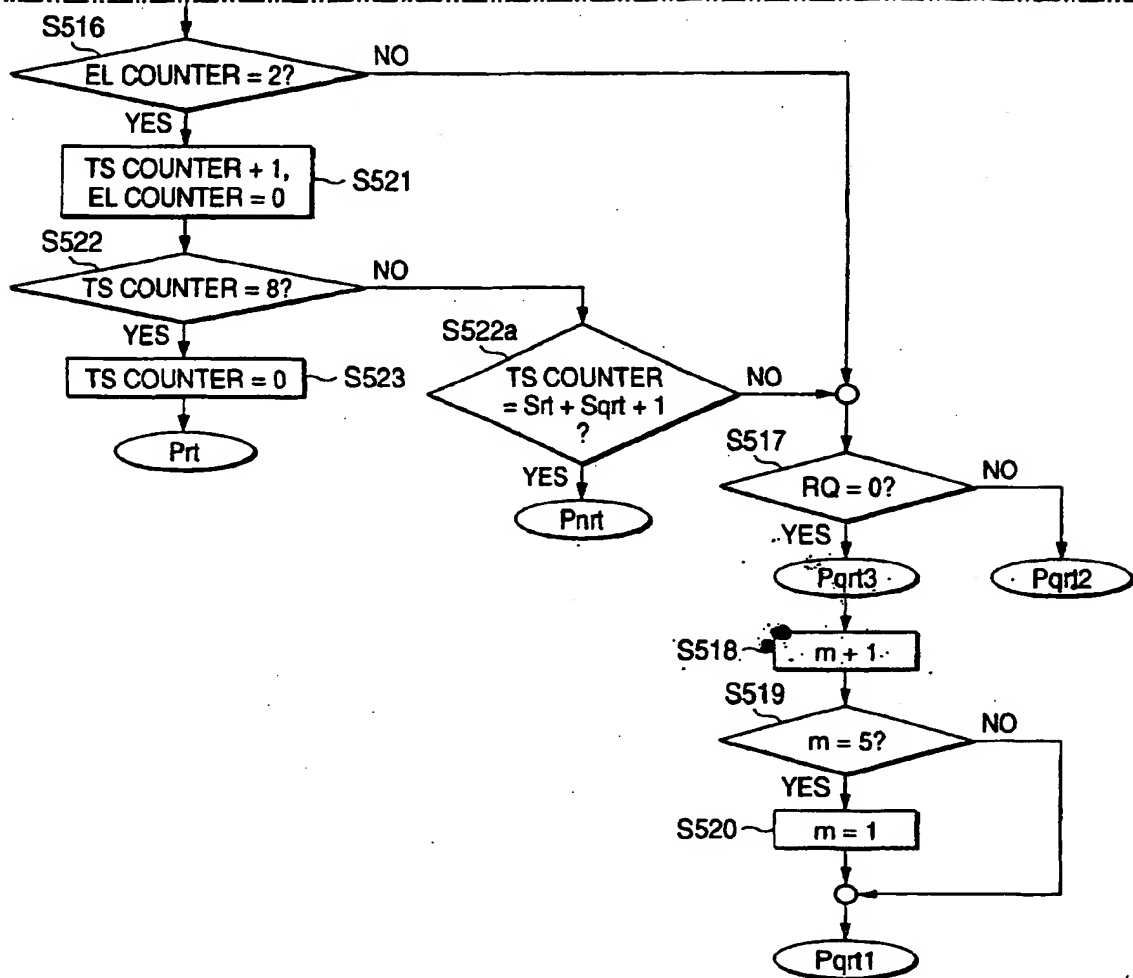 S516
EL COUNTER = 2?
NO
YES
TS COUNTER + 1,
EL COUNTER = 0
S521
S522
TS COUNTER = 8?
NO
YES
TS COUNTER = 0
S523
Prt
S522a
TS COUNTER
= Srt + Sqrt + 1
?
NO
YES
Pnrt
S517
RQ = 0?
NO
YES
Pqrt3
Pqrt2
S518
m + 1
S519
m = 5?
NO
YES
S520
m = 1
Pqrt1